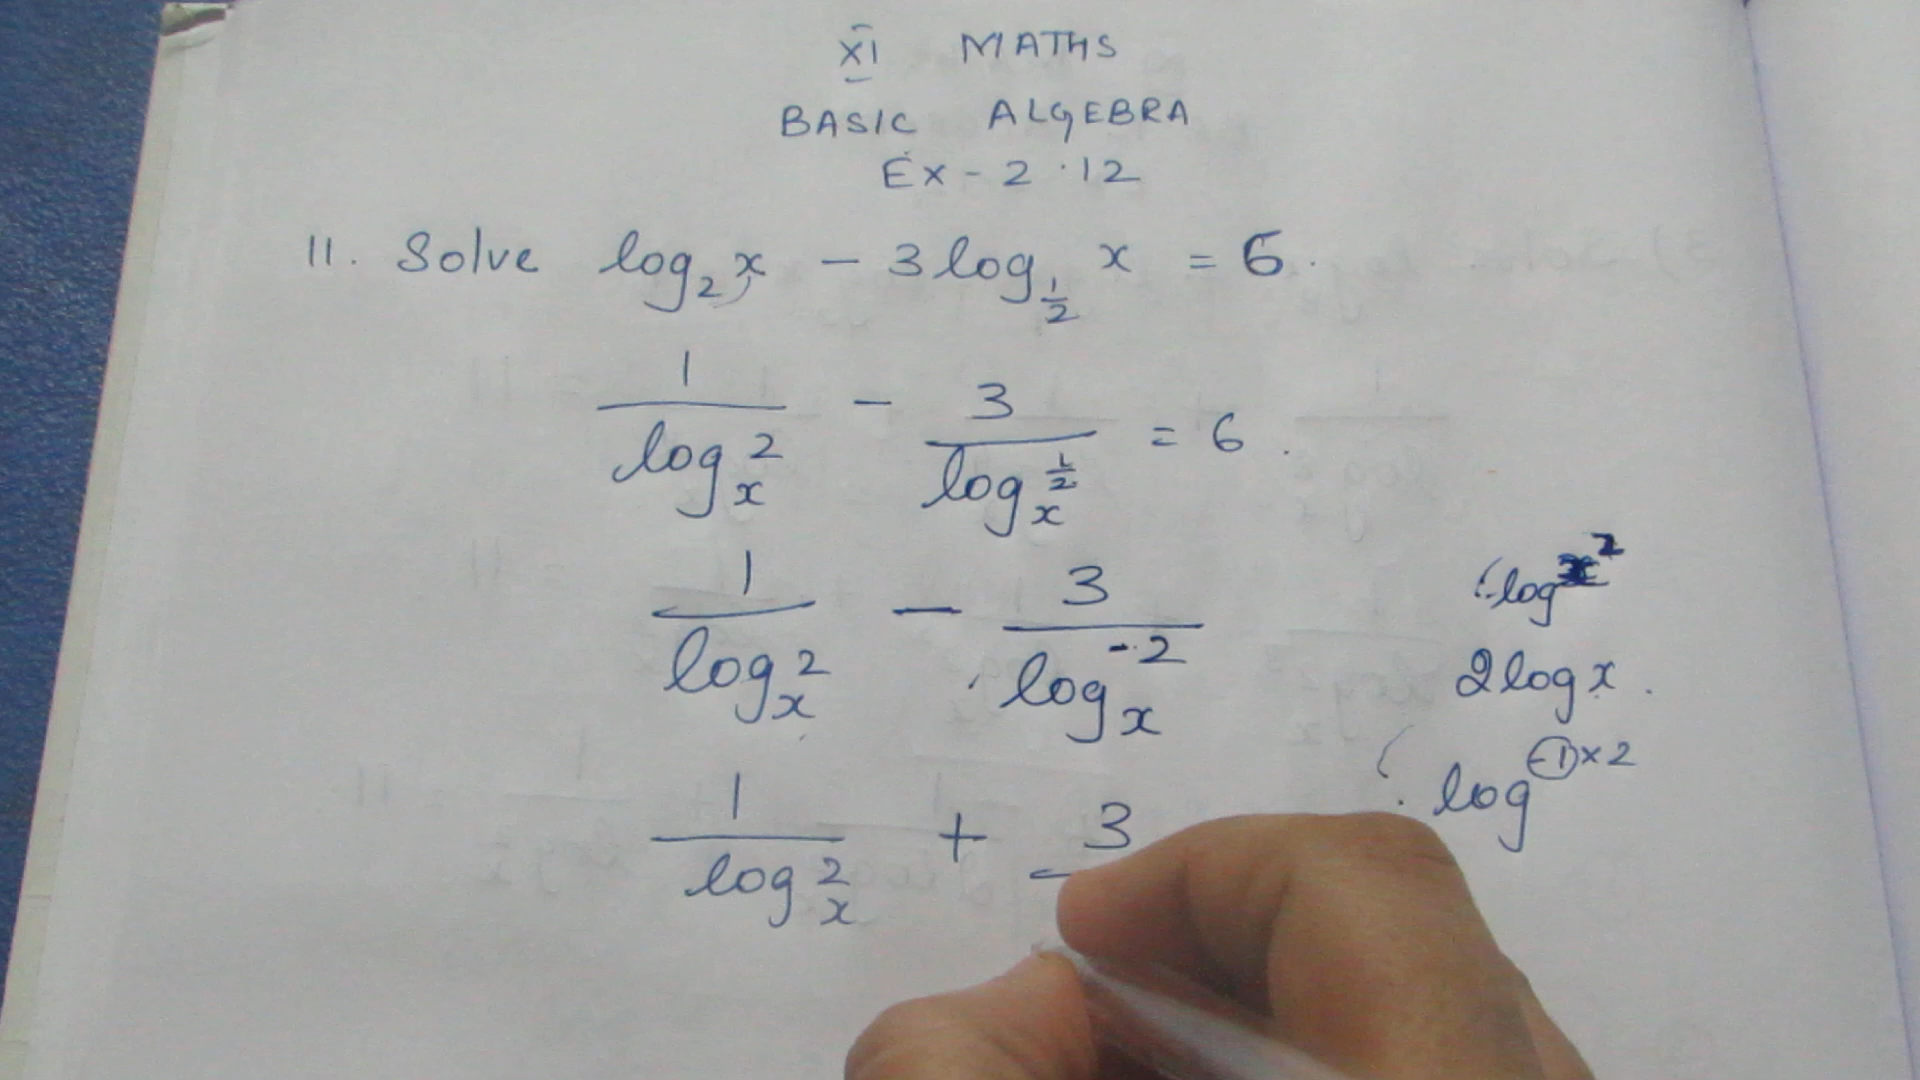 XI MATHS
BASIC ALGEBRA
Ex - 2.12
11. Solve log₂ x - 3 log_{1/2} x = 6.
1/log_x 2 - 3/log_x 1/2 = 6.
1/log_x 2 - 3/log_x -2
log x²
2 log x.
1/log_x 2 + 3
log (-1) × 2